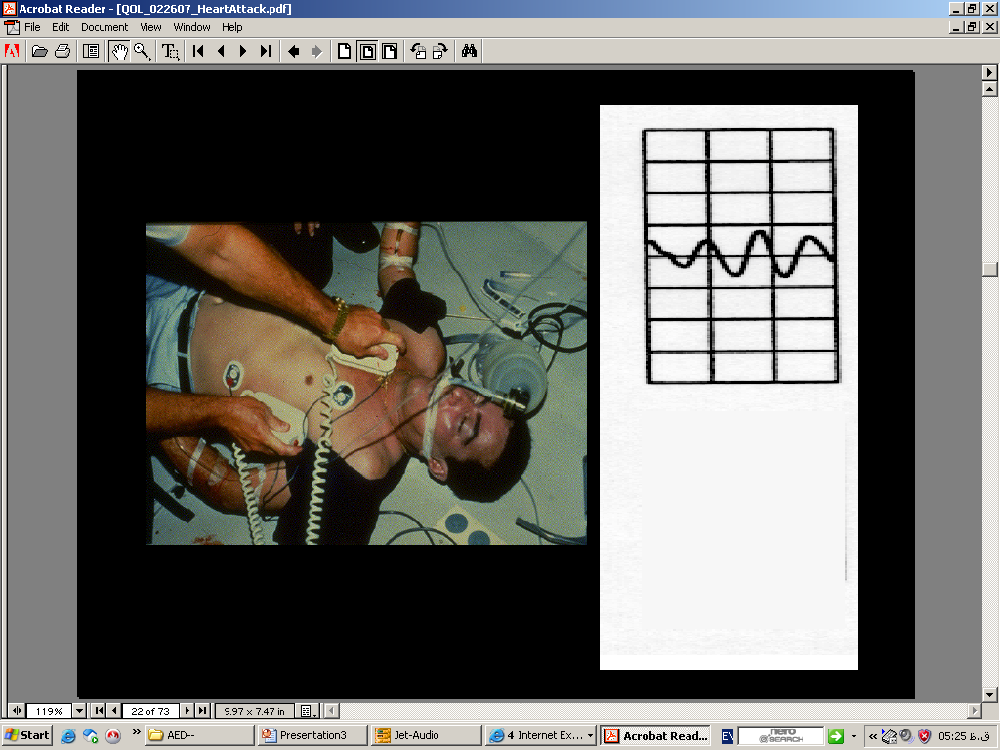 Acrobat Reader - [QOL_022607_HeartAttack.pdf]
File Edit Document View Window Help
119% 22 of 73 9.97 x 7.47 in
Start » AED-- Presentation3 Jet-Audio 4 Internet Ex... Acrobat Read... EN nero SEARCH « 05:25 ق.ظ